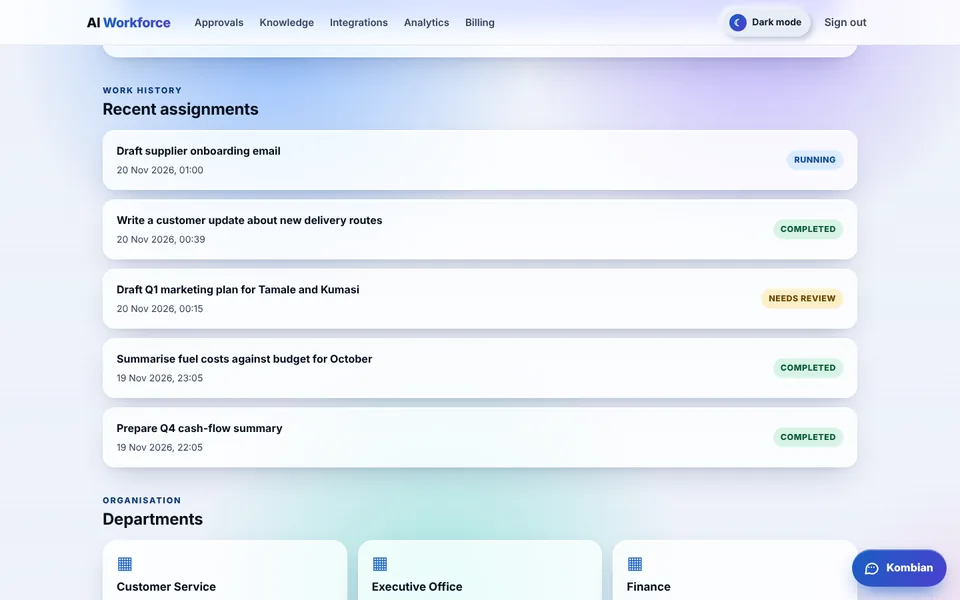 AI Workforce
Approvals
Knowledge
Integrations
Analytics
Billing
Dark mode
Sign out
WORK HISTORY
Recent assignments
Draft supplier onboarding email
20 Nov 2026, 01:00
RUNNING
Write a customer update about new delivery routes
20 Nov 2026, 00:39
COMPLETED
Draft Q1 marketing plan for Tamale and Kumasi
20 Nov 2026, 00:15
NEEDS REVIEW
Summarise fuel costs against budget for October
19 Nov 2026, 23:05
COMPLETED
Prepare Q4 cash-flow summary
19 Nov 2026, 22:05
COMPLETED
ORGANISATION
Departments
Customer Service
Executive Office
Finance
Kombian